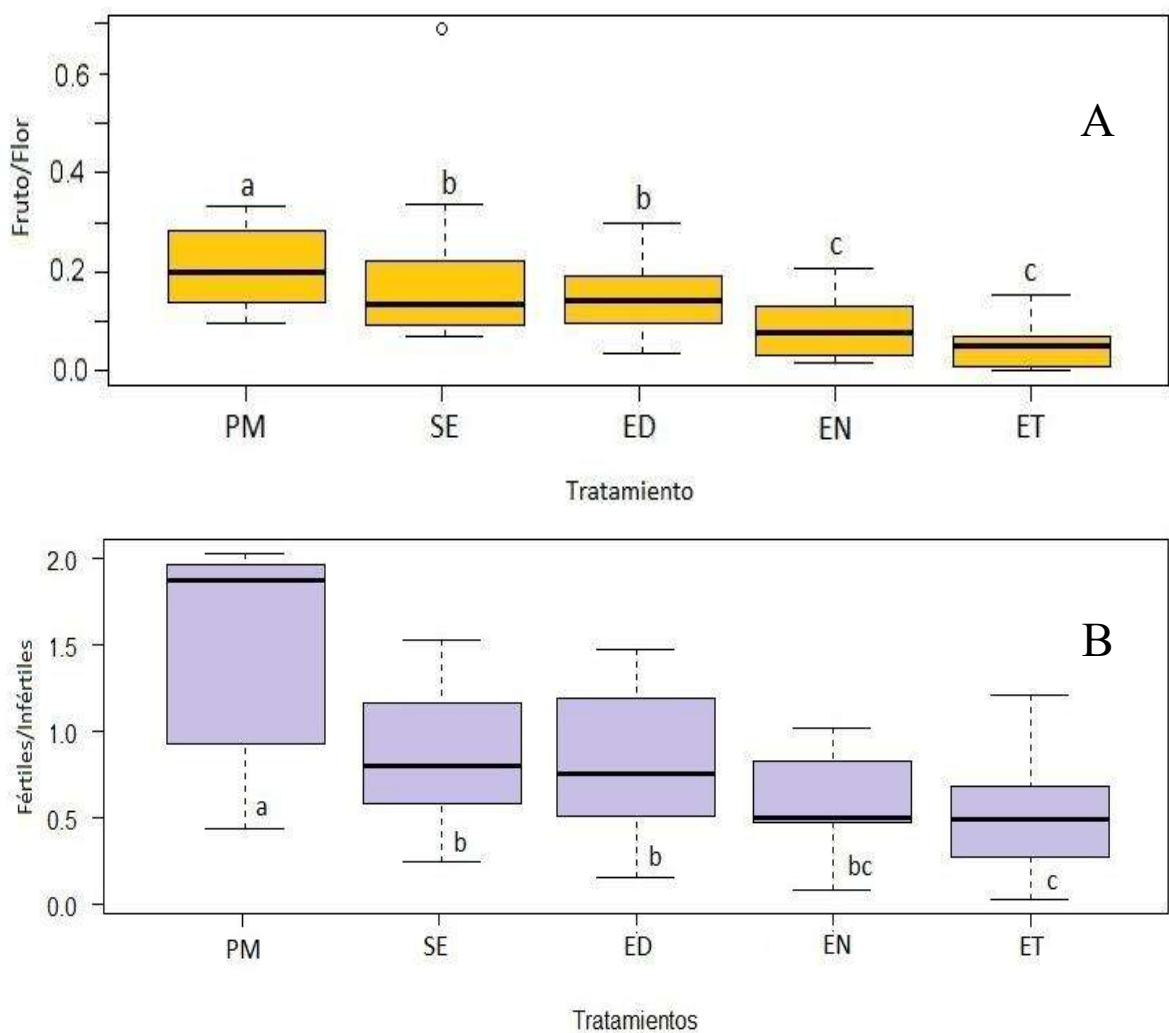 A
Fruto/Flor
0.6
0.4
0.2
0.0
a
b
b
c
c
PM SE ED EN ET
Tratamiento
B
Fértiles/Infértiles
2.0
1.5
1.0
0.5
0.0
a
b
b
bc
c
PM SE ED EN ET
Tratamientos